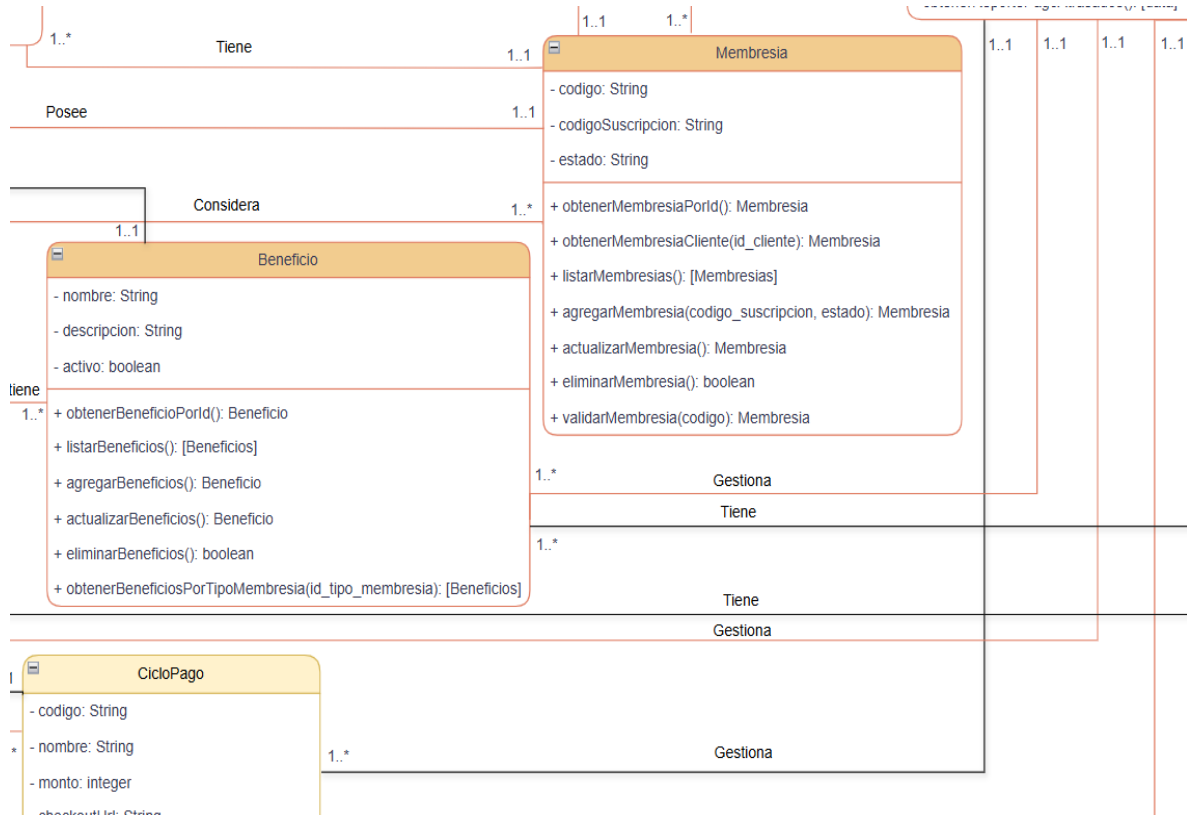 1..1
1..*
1..*
Tiene
1..1
Membresia
1..1
1..1
1..1
1..1
- codigo: String
Posee
1..1
- codigoSuscripcion: String
- estado: String
Considera
1..*
+ obtenerMembresiaPorId(): Membresia
1..1
+ obtenerMembresiaCliente(id_cliente): Membresia
Beneficio
+ listarMembresias(): [Membresias]
- nombre: String
+ agregarMembresia(codigo_suscripcion, estado): Membresia
- descripcion: String
+ actualizarMembresia(): Membresia
- activo: boolean
+ eliminarMembresia(): boolean
tiene
1..*
+ obtenerBeneficioPorId(): Beneficio
+ validarMembresia(codigo): Membresia
+ listarBeneficios(): [Beneficios]
1..*
Gestiona
+ agregarBeneficios(): Beneficio
Tiene
+ actualizarBeneficios(): Beneficio
1..*
+ eliminarBeneficios(): boolean
+ obtenerBeneficiosPorTipoMembresia(id_tipo_membresia): [Beneficios]
Tiene
Gestiona
CicloPago
- codigo: String
- nombre: String
1..*
Gestiona
- monto: integer